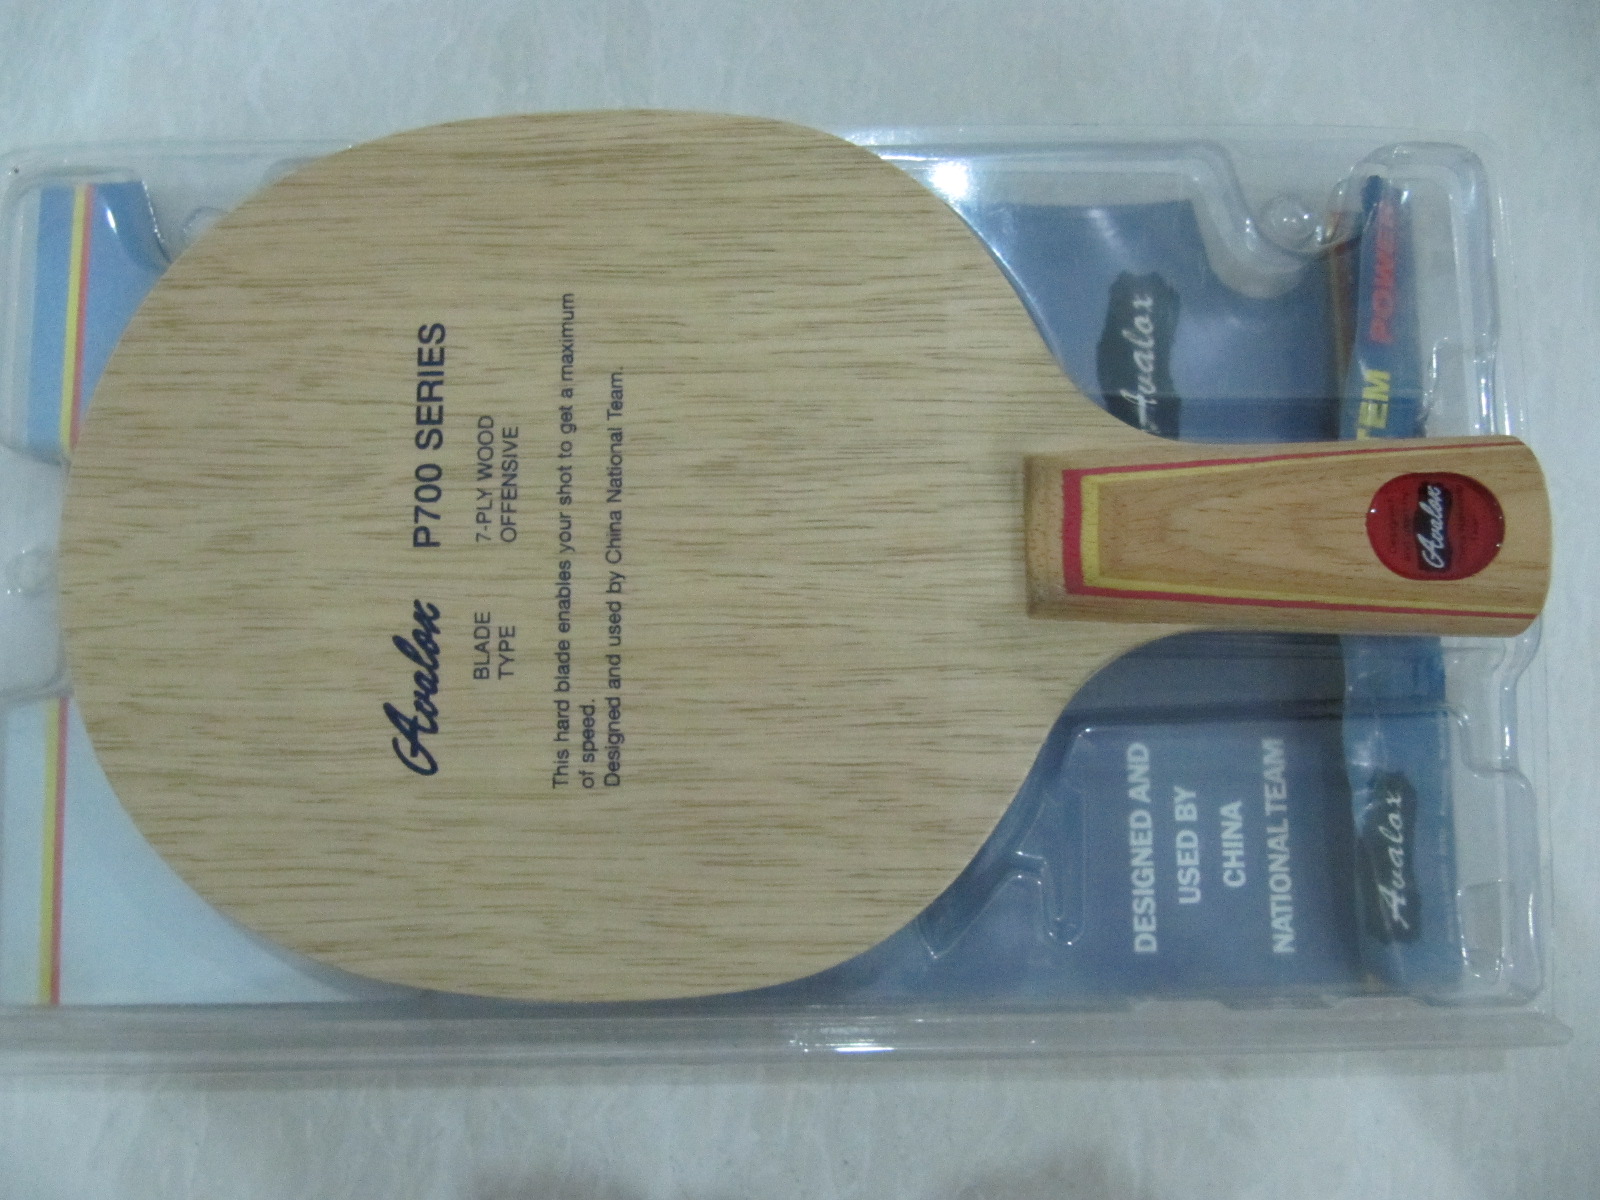 Avalox P700 SERIES
BLADE 7-PLY WOOD
TYPE OFFENSIVE
This hard blade enables your shot to get a maximum
of speed.
Designed and used by China National Team.
Avalox
Avalox
TEM POWER
DESIGNED AND
USED BY
CHINA
NATIONAL TEAM
Avalox